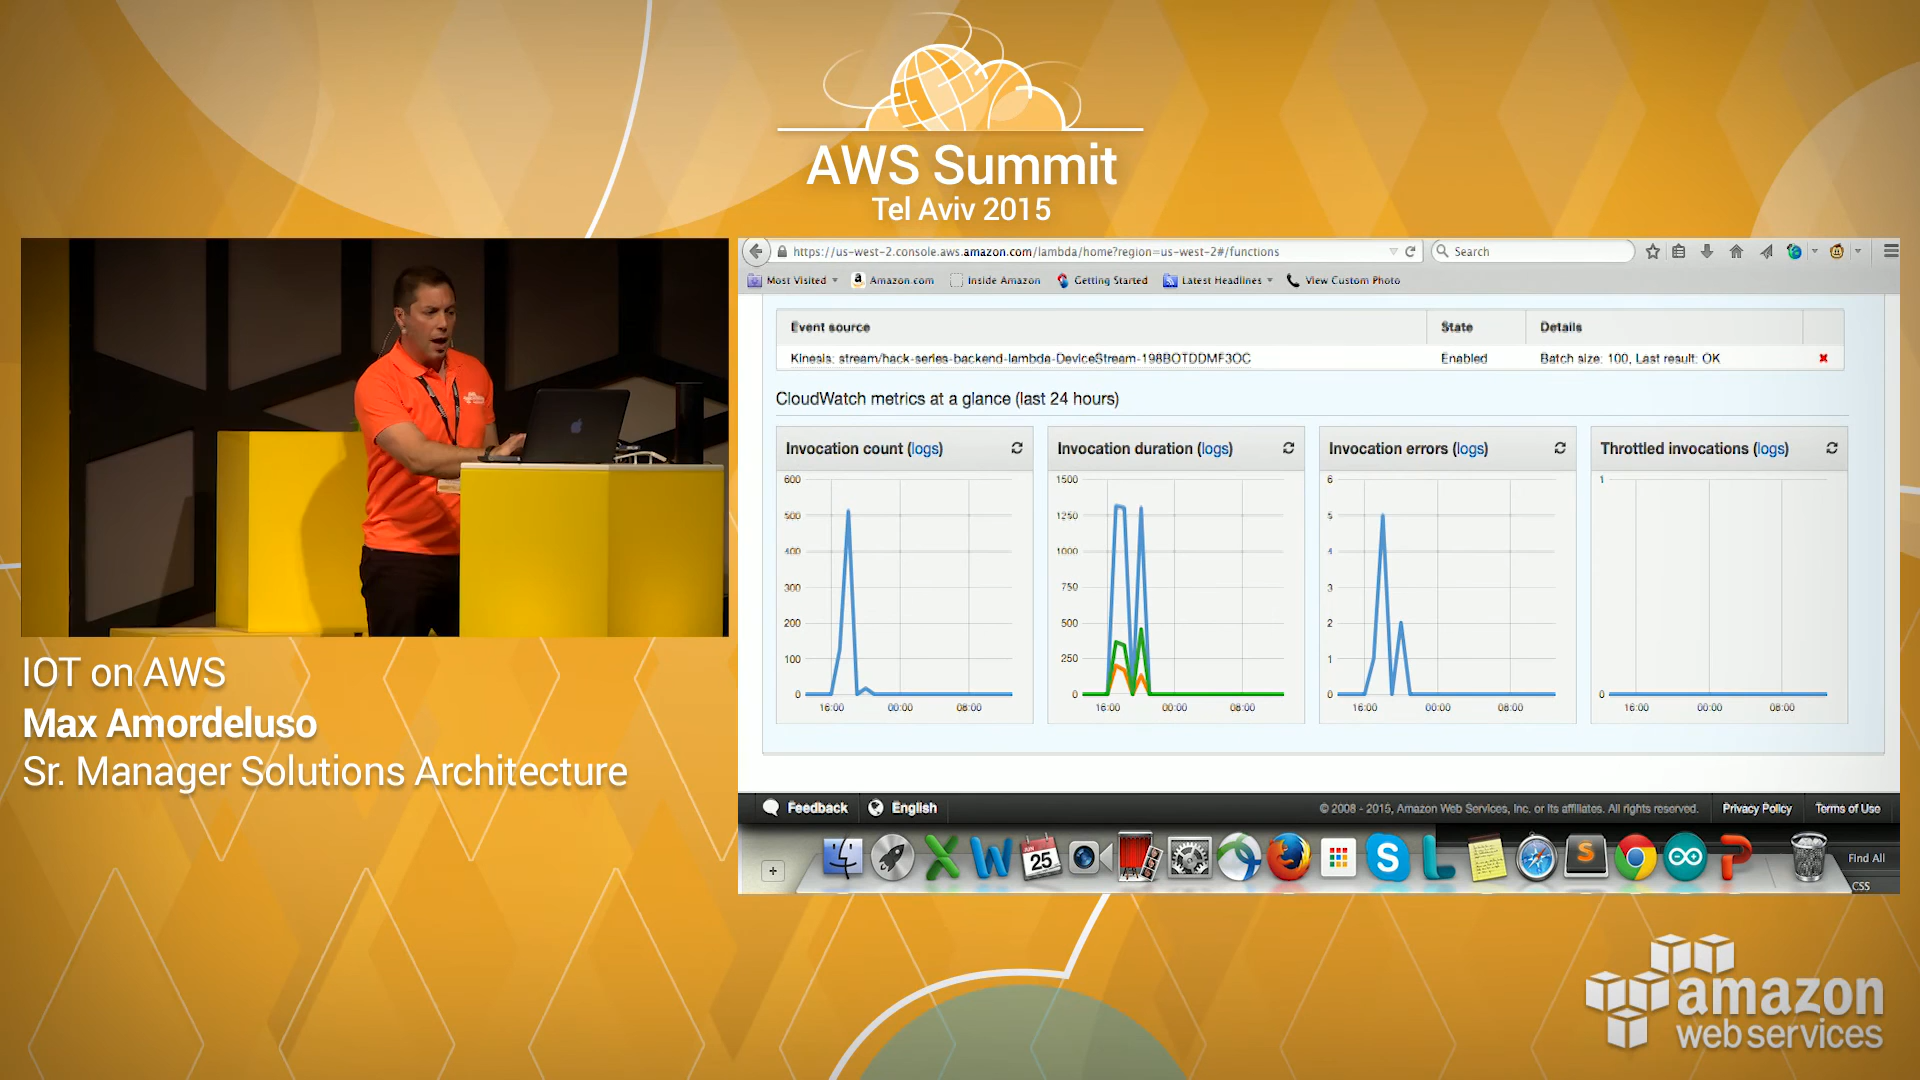 AWS Summit
Tel Aviv 2015
https://us-west-2.console.aws.amazon.com/lambda/home?region=us-west-2#/functions
Search
Most Visited
Amazon.com
Inside Amazon
Getting Started
Latest Headlines
View Custom Photo
Event source State Details
Kinesis: stream/hack-series-backend-lambda-DeviceStream-198BOTDDMF3OC Enabled Batch size: 100, Last result: OK
CloudWatch metrics at a glance (last 24 hours)
Invocation count (logs)
600
500
400
300
200
100
0
16:00 00:00 08:00
Invocation duration (logs)
1500
1250
1000
750
500
250
0
16:00 00:00 08:00
Invocation errors (logs)
6
5
4
3
2
1
0
16:00 00:00 08:00
Throttled invocations (logs)
1
0
16:00 00:00 08:00
Feedback English © 2008 - 2015, Amazon Web Services, Inc. or its affiliates. All rights reserved. Privacy Policy Terms of Use
JUN
25
Find All
CSS
IOT on AWS
Max Amordeluso
Sr. Manager Solutions Architecture
amazon
web services